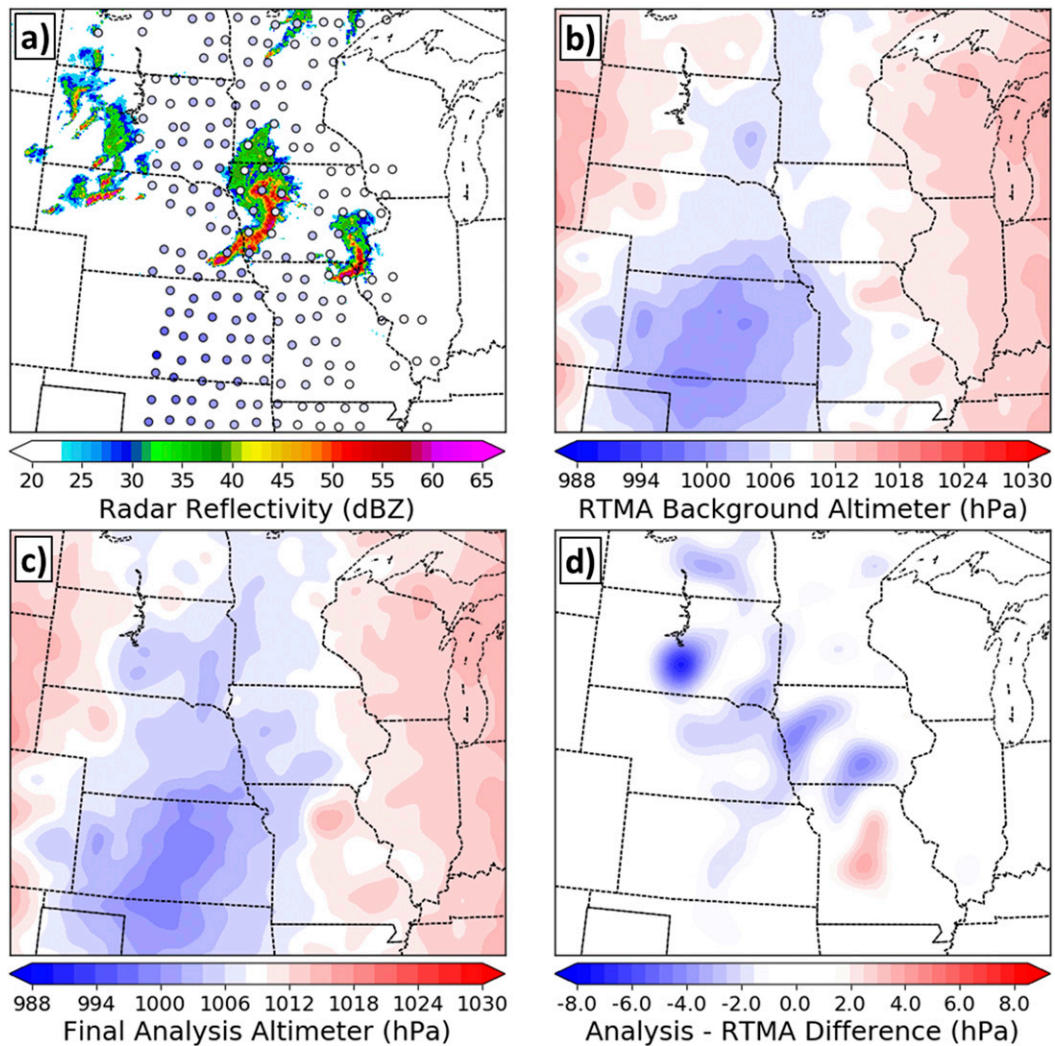 a)
b)
20 25 30 35 40 45 50 55 60 65
Radar Reflectivity (dBZ)
988 994 1000 1006 1012 1018 1024 1030
RTMA Background Altimeter (hPa)
c)
d)
988 994 1000 1006 1012 1018 1024 1030
Final Analysis Altimeter (hPa)
-8.0 -6.0 -4.0 -2.0 0.0 2.0 4.0 6.0 8.0
Analysis - RTMA Difference (hPa)